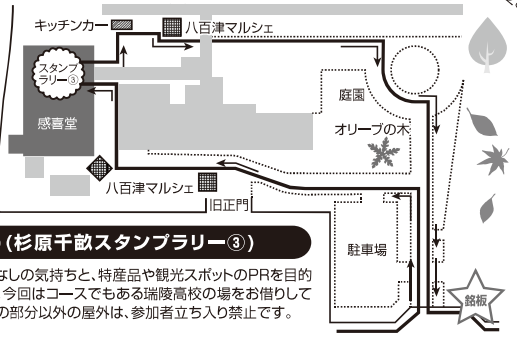 キッチンカー
八百津マルシェ
スタンプ
ラリー③
感喜堂
庭園
オリーブの木
八百津マルシェ
旧正門
駐車場
銘板
(杉原千畝スタンプラリー③)
なしの気持ちと、特産品や観光スポットのPRを目的
今回はコースでもある瑞陵高校の場をお借りして
の部分以外の屋外は、参加者立ち入り禁止です。